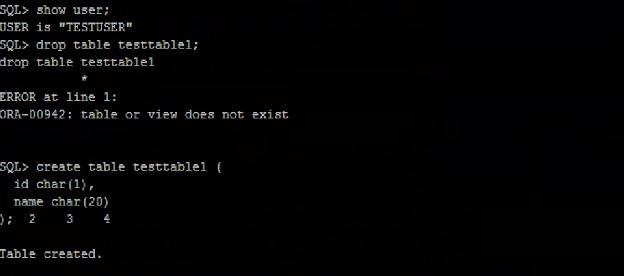 SQL> show user;
USER is "TESTUSER"
SQL> drop table testtable1;
drop table testtable1
*
ERROR at line 1:
ORA-00942: table or view does not exist
SQL> create table testtable1 (
id char(1),
name char(20)
); 2 3 4
Table created.